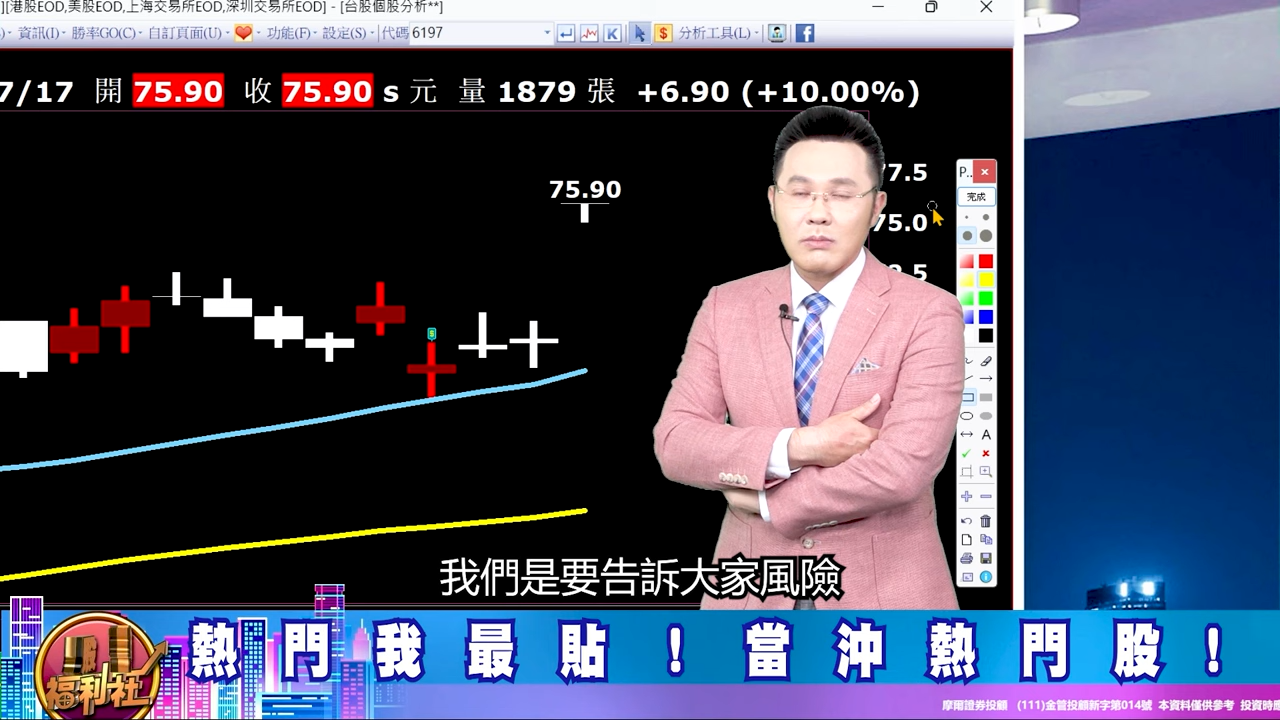 ][港股EOD,美股EOD,上海交易所EOD,深圳交易所EOD] - [台股個股分析**]
資訊(I) 勝率EO(C) 自訂頁面(U) 功能(F) 設定(S) 代碼 6197 K $ 分析工具(L) f
7/17 開 75.90 收 75.90 s 元 量 1879 張 +6.90 (+10.00%)
P..
77.5
完成
75.90
75.0
2.5
A
我們是要告訴大家風險
熱門我最貼！當沖熱門股！
福利社
摩爾證券投顧 (111)金管投顧新字第014號 本資料僅供參考 投資時應